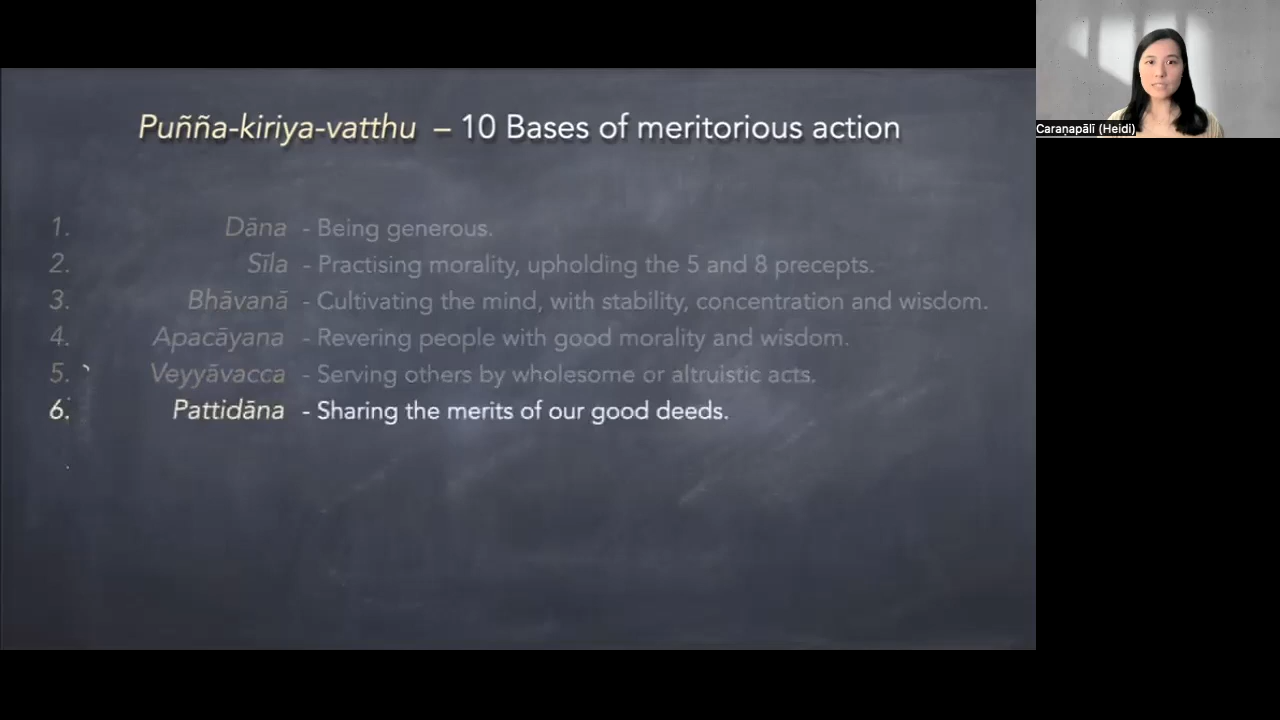 Puñña-kiriya-vatthu – 10 Bases of meritorious action
1. Dāna - Being generous.
2. Sīla - Practising morality, upholding the 5 and 8 precepts.
3. Bhāvanā - Cultivating the mind, with stability, concentration and wisdom.
4. Apacāyana - Revering people with good morality and wisdom.
5. Veyyāvacca - Serving others by wholesome or altruistic acts.
6. Pattidāna - Sharing the merits of our good deeds.
Caraṇapālī (Heidi)